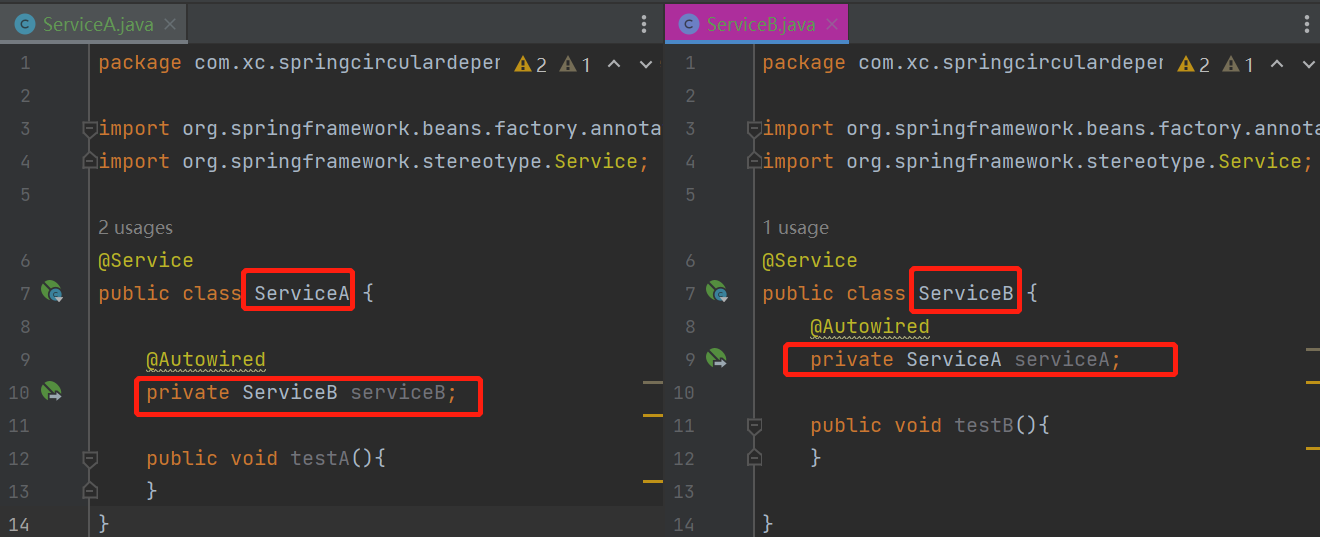 ServiceA.java
1 package com.xc.springcirculardeper 2 1
2
3 import org.springframework.beans.factory.annota
4 import org.springframework.stereotype.Service;
5
2 usages
6 @Service
7 public class ServiceA {
8
9 @Autowired
10 private ServiceB serviceB;
11
12 public void testA(){
13 }
14 }
ServiceB.java
1 package com.xc.springcirculardeper 2 1
2
3 import org.springframework.beans.factory.annota
4 import org.springframework.stereotype.Service;
5
1 usage
6 @Service
7 public class ServiceB {
8 @Autowired
9 private ServiceA serviceA;
10
11 public void testB(){
12 }
13
14 }